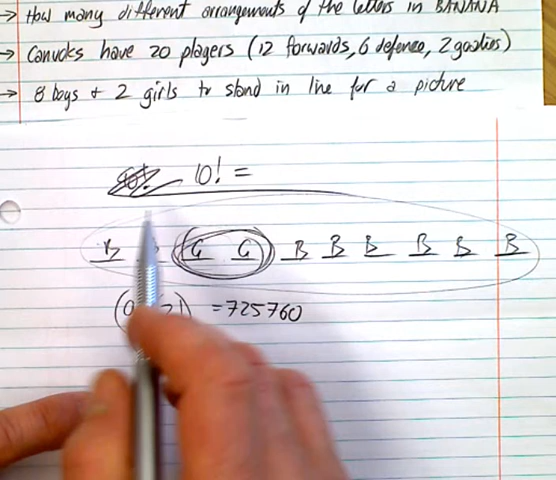 → How many different arrangements of the letters in BANANA
→ Canucks have 20 players (12 forwards, 6 defence, 2 goalies)
→ 8 boys + 2 girls to stand in line for a picture
10! =
B G G B B B B B B
= 725760